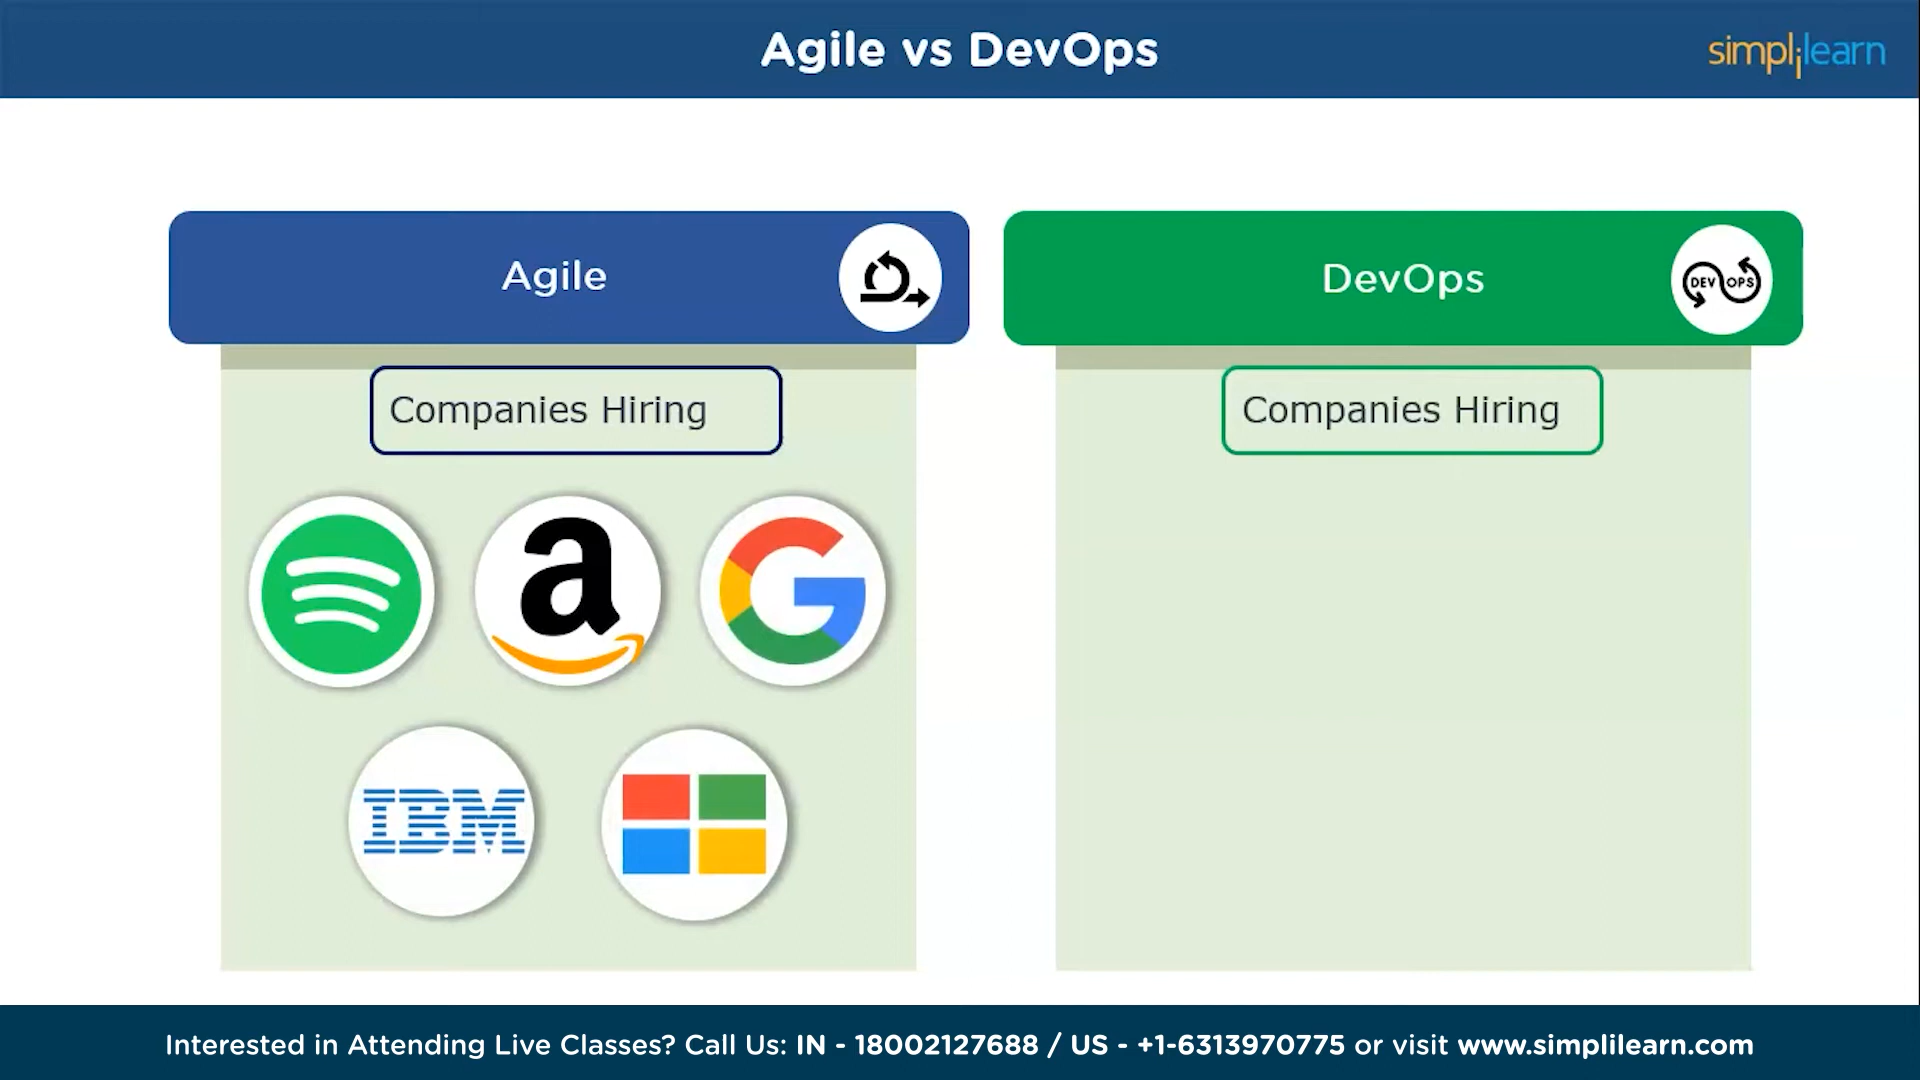 Agile vs DevOps
simplilearn
Agile
DevOps
DEV OPS
Companies Hiring
Companies Hiring
a
G
IBM
Interested in Attending Live Classes? Call Us: IN - 18002127688 / US - +1-6313970775 or visit www.simplilearn.com